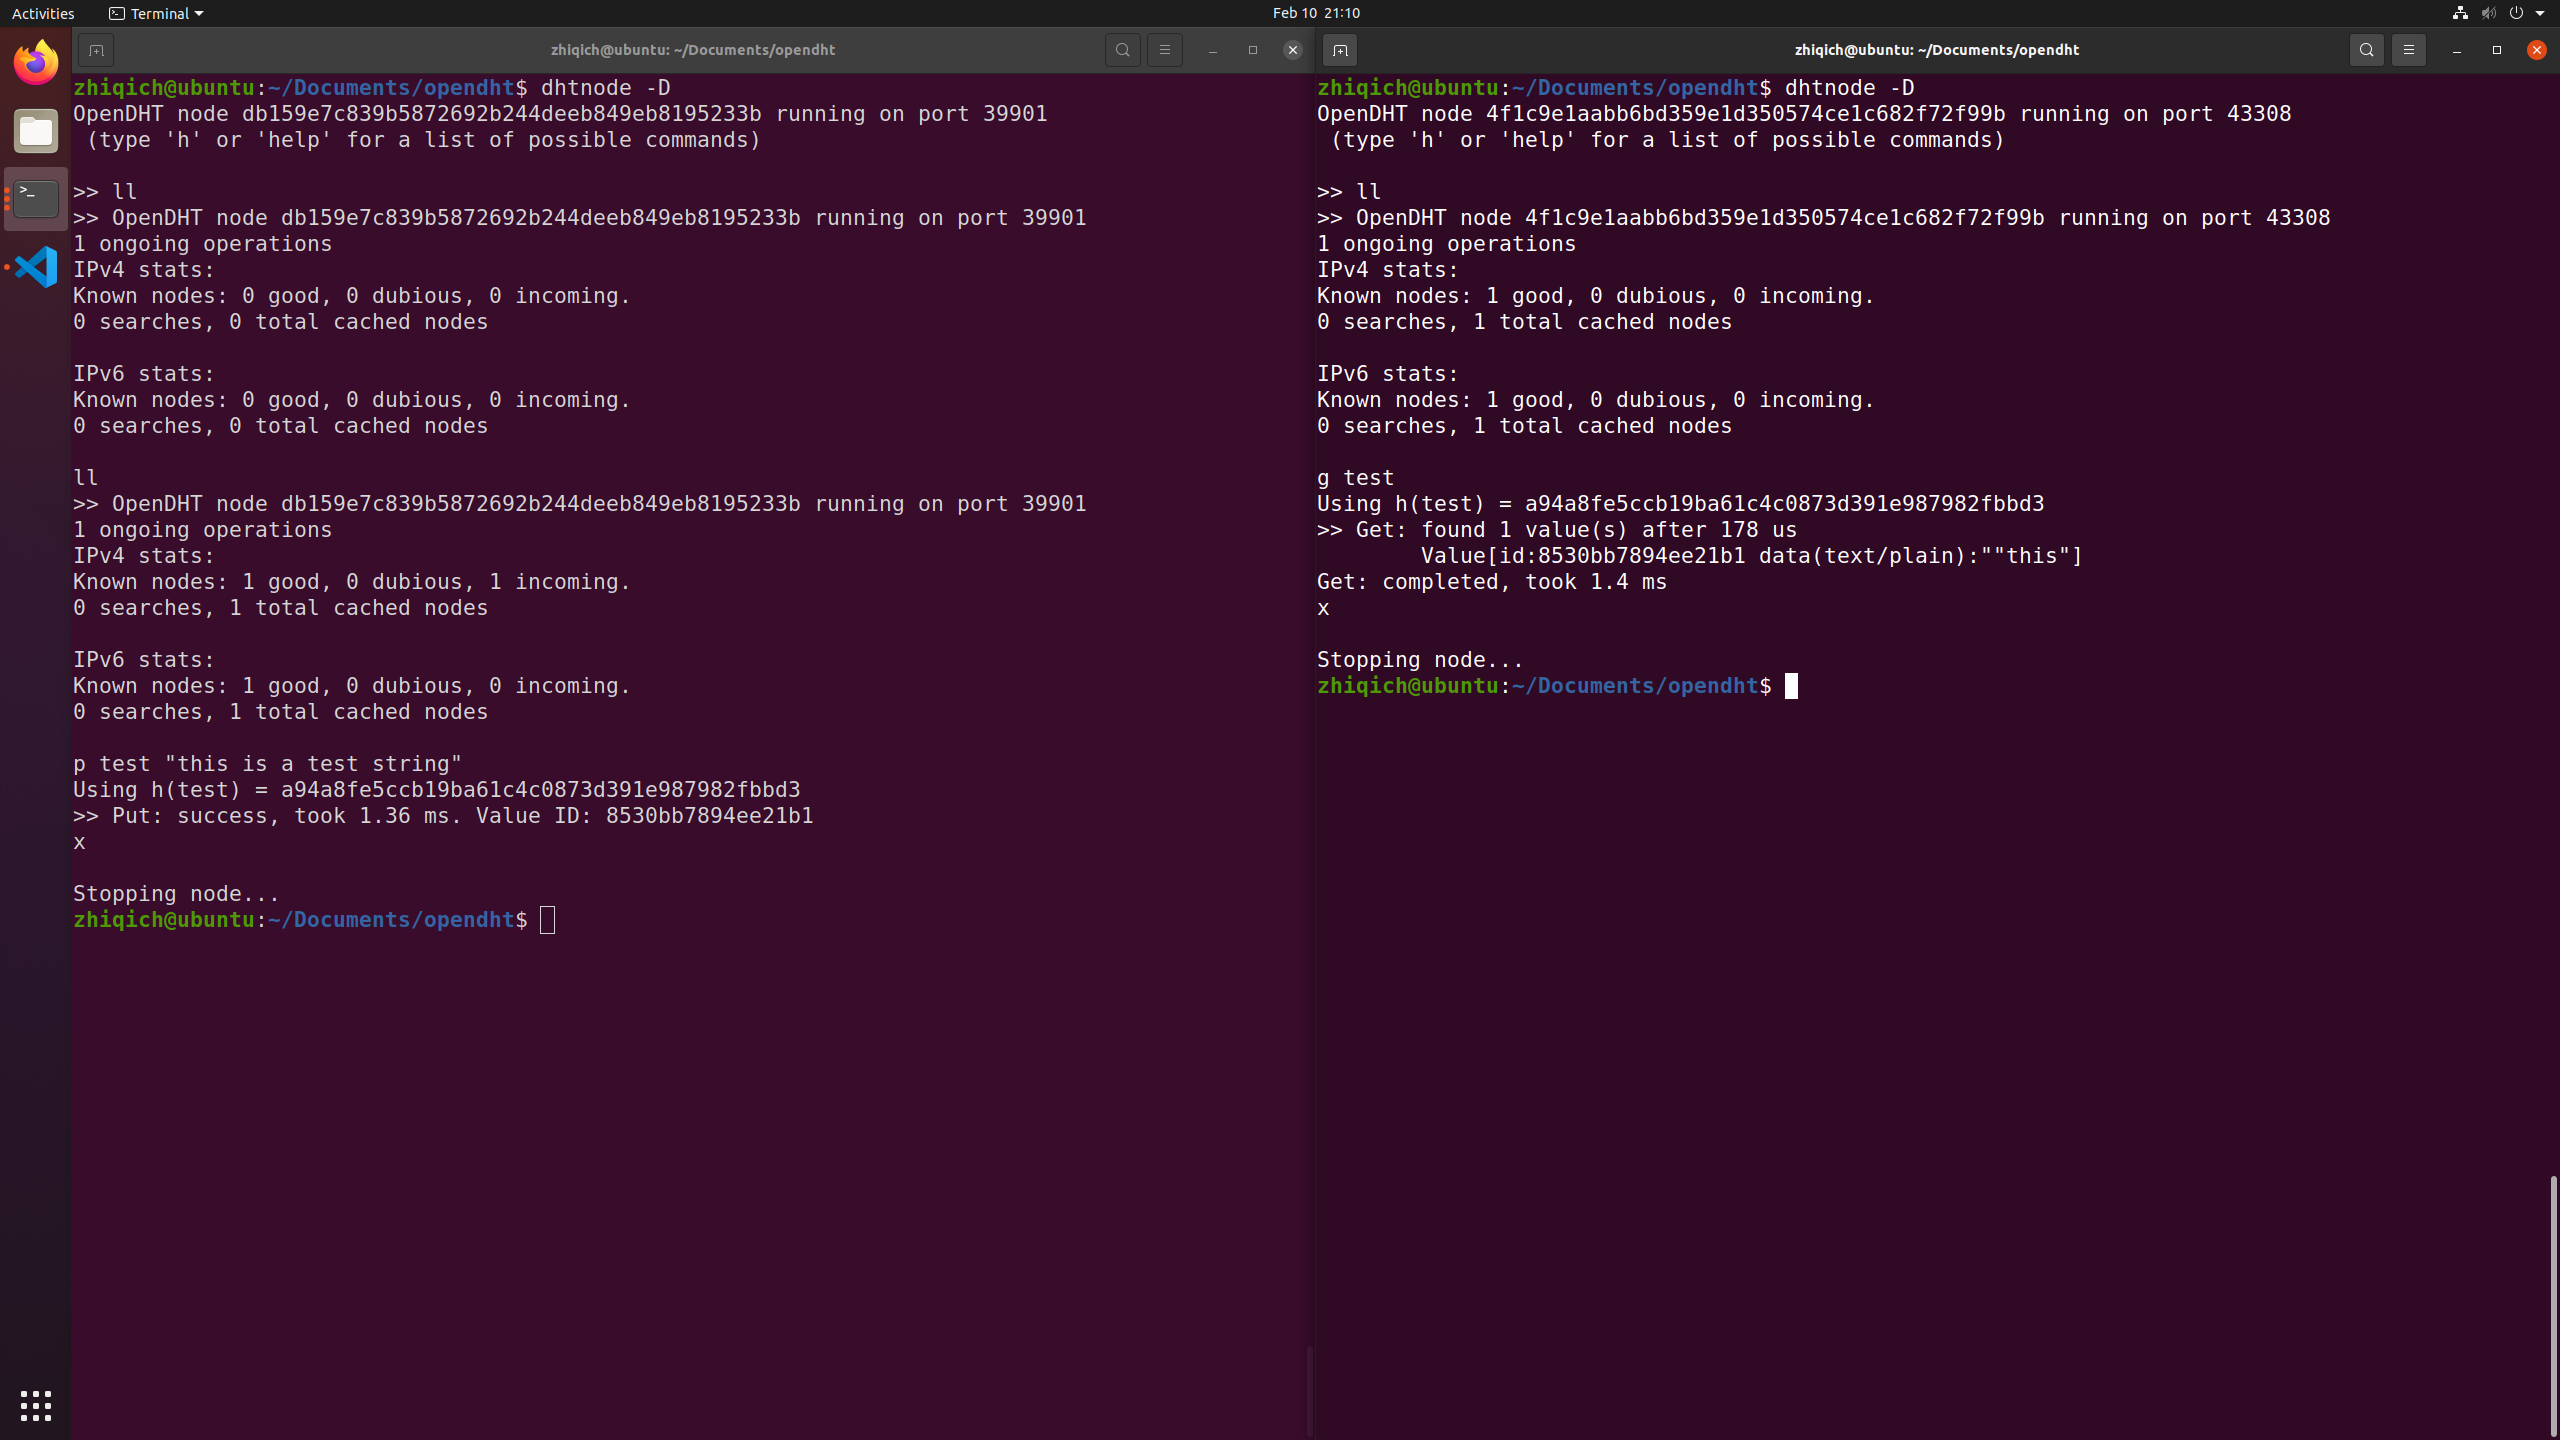 Activities
Terminal
Feb 10 21:10
zhiqich@ubuntu: ~/Documents/opendht
zhiqich@ubuntu:~/Documents/opendht$ dhtnode -D
OpenDHT node db159e7c839b5872692b244deeb849eb8195233b running on port 39901
(type 'h' or 'help' for a list of possible commands)
>> ll
>> OpenDHT node db159e7c839b5872692b244deeb849eb8195233b running on port 39901
1 ongoing operations
IPv4 stats:
Known nodes: 0 good, 0 dubious, 0 incoming.
0 searches, 0 total cached nodes
IPv6 stats:
Known nodes: 0 good, 0 dubious, 0 incoming.
0 searches, 0 total cached nodes
ll
>> OpenDHT node db159e7c839b5872692b244deeb849eb8195233b running on port 39901
1 ongoing operations
IPv4 stats:
Known nodes: 1 good, 0 dubious, 1 incoming.
0 searches, 1 total cached nodes
IPv6 stats:
Known nodes: 1 good, 0 dubious, 0 incoming.
0 searches, 1 total cached nodes
p test "this is a test string"
Using h(test) = a94a8fe5ccb19ba61c4c0873d391e987982fbbd3
>> Put: success, took 1.36 ms. Value ID: 8530bb7894ee21b1
x
Stopping node...
zhiqich@ubuntu:~/Documents/opendht$
zhiqich@ubuntu: ~/Documents/opendht
zhiqich@ubuntu:~/Documents/opendht$ dhtnode -D
OpenDHT node 4f1c9e1aabb6bd359e1d350574ce1c682f72f99b running on port 43308
(type 'h' or 'help' for a list of possible commands)
>> ll
>> OpenDHT node 4f1c9e1aabb6bd359e1d350574ce1c682f72f99b running on port 43308
1 ongoing operations
IPv4 stats:
Known nodes: 1 good, 0 dubious, 0 incoming.
0 searches, 1 total cached nodes
IPv6 stats:
Known nodes: 1 good, 0 dubious, 0 incoming.
0 searches, 1 total cached nodes
g test
Using h(test) = a94a8fe5ccb19ba61c4c0873d391e987982fbbd3
>> Get: found 1 value(s) after 178 us
Value[id:8530bb7894ee21b1 data(text/plain):""this"]
Get: completed, took 1.4 ms
x
Stopping node...
zhiqich@ubuntu:~/Documents/opendht$